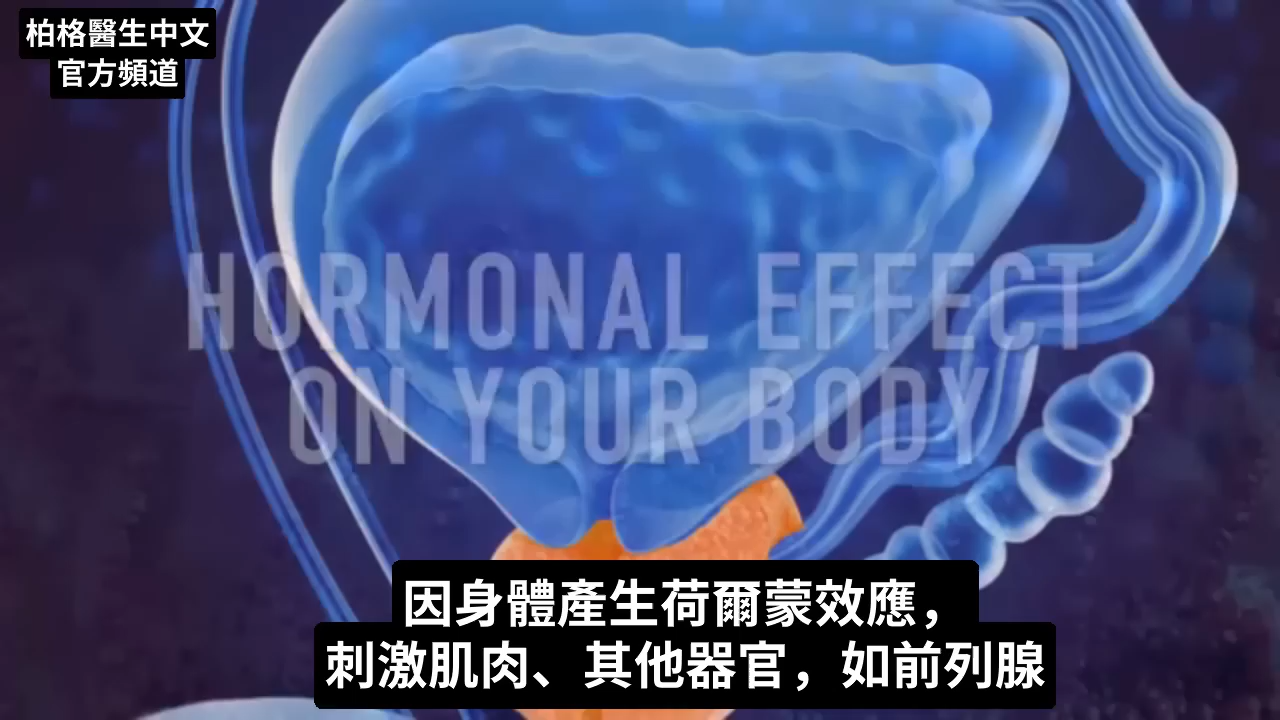 柏格醫生中文
官方頻道
HORMONAL EFFECT
ON YOUR BODY
因身體產生荷爾蒙效應，
刺激肌肉、其他器官，如前列腺